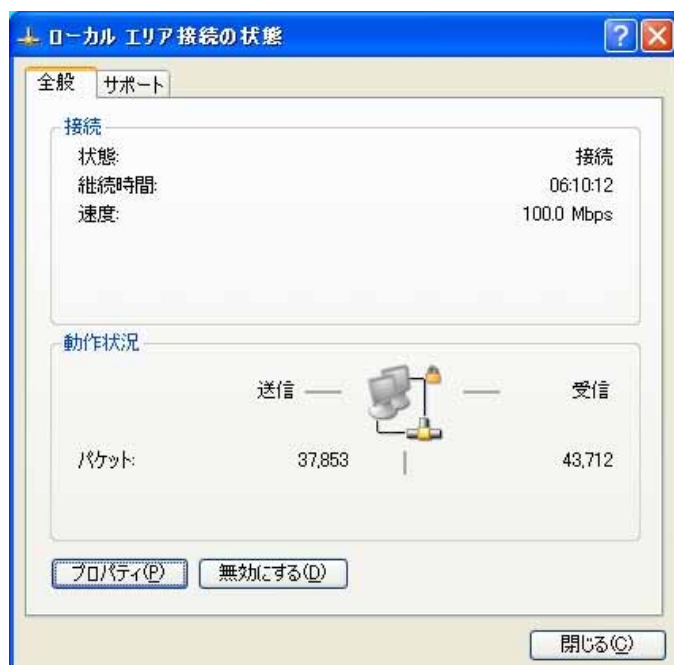 ローカル エリア接続の状態
全般 サポート
接続
状態: 接続
継続時間: 06:10:12
速度: 100.0 Mbps
動作状況
送信 受信
パケット: 37,853 43,712
プロパティ(P) 無効にする(D)
閉じる(C)